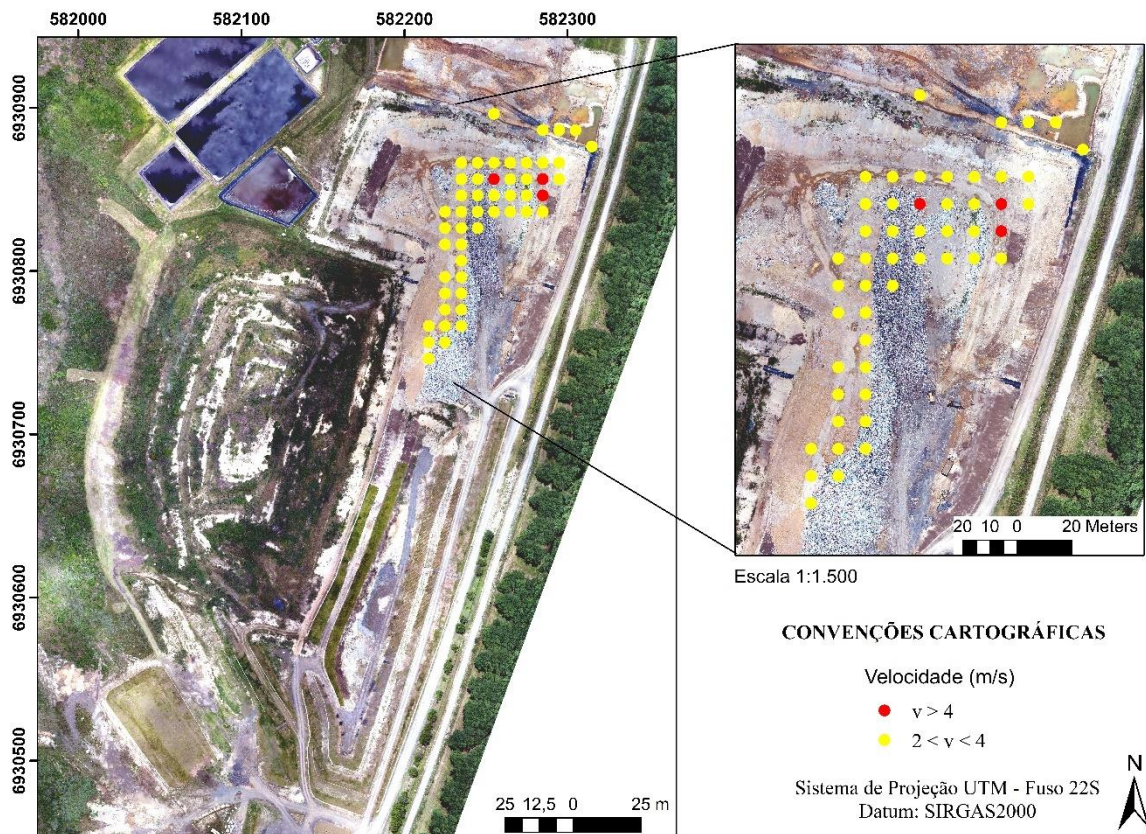 582000 582100 582200 582300
6930900
6930800
6930700
6930600
6930500
25 12,5 0 25 m
20 10 0 20 Meters
Escala 1:1.500
CONVENÇÕES CARTOGRÁFICAS
Velocidade (m/s)
v > 4
2 < v < 4
Sistema de Projeção UTM - Fuso 22S
Datum: SIRGAS2000
N